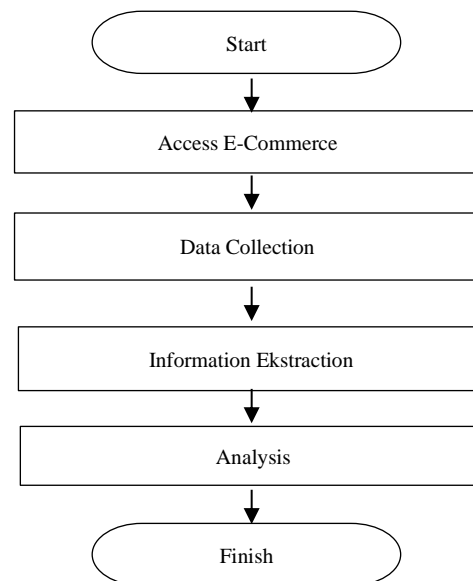 Start
Access E-Commerce
Data Collection
Information Ekstraction
Analysis
Finish